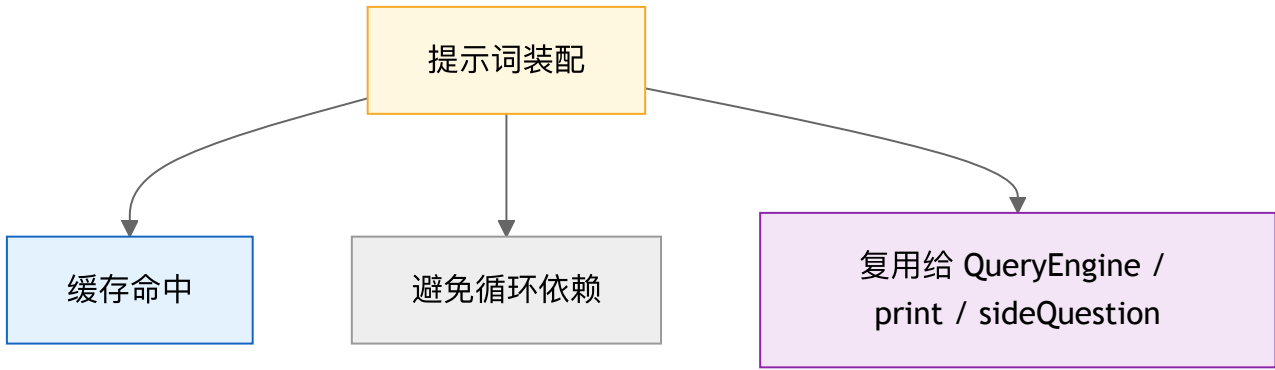 提示词装配
缓存命中
避免循环依赖
复用给 QueryEngine /
print / sideQuestion